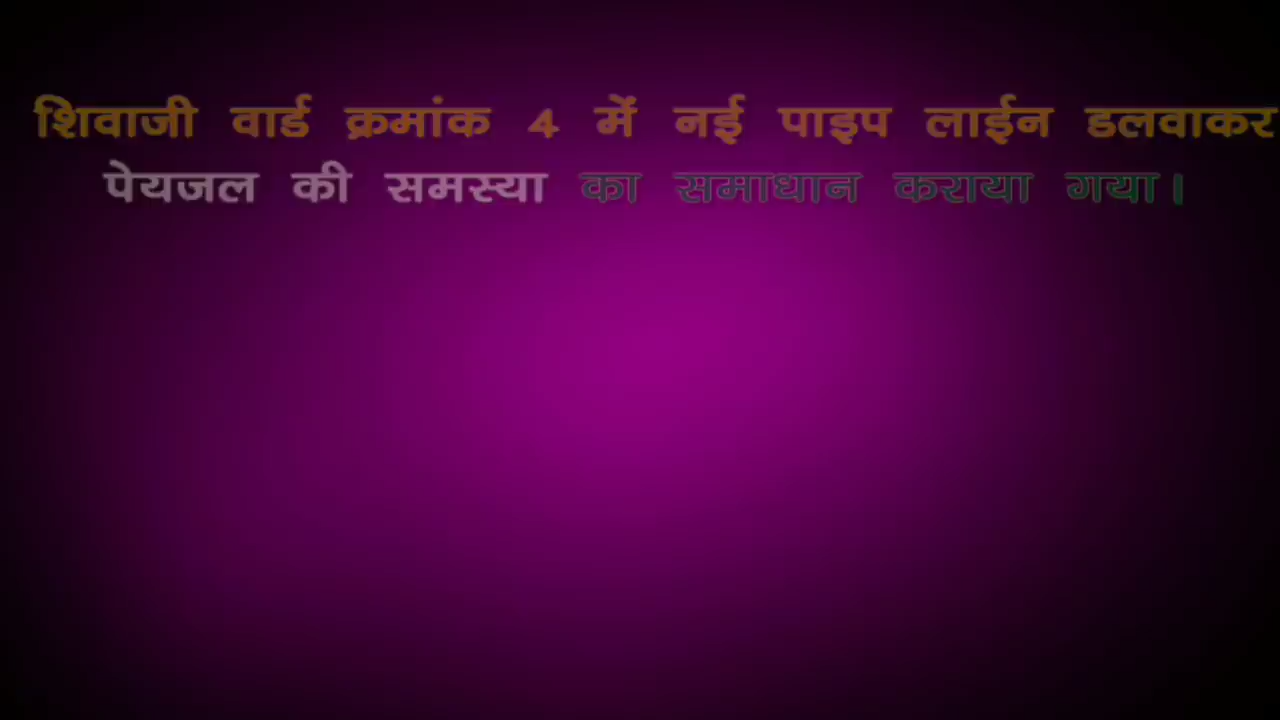 शिवाजी वार्ड क्रमांक 4 में नई पाइप लाईन डलवाकर
पेयजल की समस्या का समाधान कराया गया।